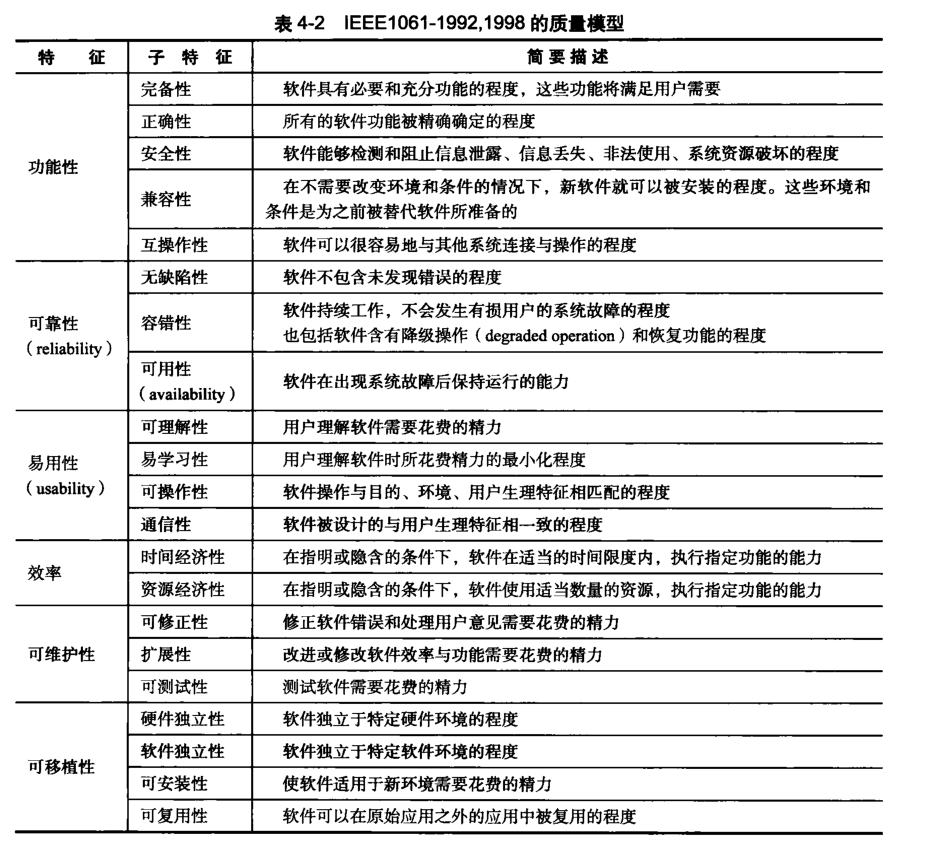 表 4-2 IEEE1061-1992,1998 的质量模型
特 征 子 特 征 简 要 描 述
功能性
完备性 软件具有必要和充分功能的程度，这些功能将满足用户需要
正确性 所有的软件功能被精确确定的程度
安全性 软件能够检测和阻止信息泄露、信息丢失、非法使用、系统资源破坏的程度
兼容性 在不需要改变环境和条件的情况下，新软件就可以被安装的程度。这些环境和
条件是为之前被替代软件所准备的
互操作性 软件可以很容易地与其他系统连接与操作的程度
可靠性
（reliability）
无缺陷性 软件不包含未发现错误的程度
容错性 软件持续工作，不会发生有损用户的系统故障的程度
也包括软件含有降级操作（degraded operation）和恢复功能的程度
可用性
（availability） 软件在出现系统故障后保持运行的能力
易用性
（usability）
可理解性 用户理解软件需要花费的精力
易学习性 用户理解软件时所花费精力的最小化程度
可操作性 软件操作与目的、环境、用户生理特征相匹配的程度
通信性 软件被设计的与用户生理特征相一致的程度
效率
时间经济性 在指明或隐含的条件下，软件在适当的时间限度内，执行指定功能的能力
资源经济性 在指明或隐含的条件下，软件使用适当数量的资源，执行指定功能的能力
可维护性
可修正性 修正软件错误和处理用户意见需要花费的精力
扩展性 改进或修改软件效率与功能需要花费的精力
可测试性 测试软件需要花费的精力
可移植性
硬件独立性 软件独立于特定硬件环境的程度
软件独立性 软件独立于特定软件环境的程度
可安装性 使软件适用于新环境需要花费的精力
可复用性 软件可以在原始应用之外的应用中被复用的程度